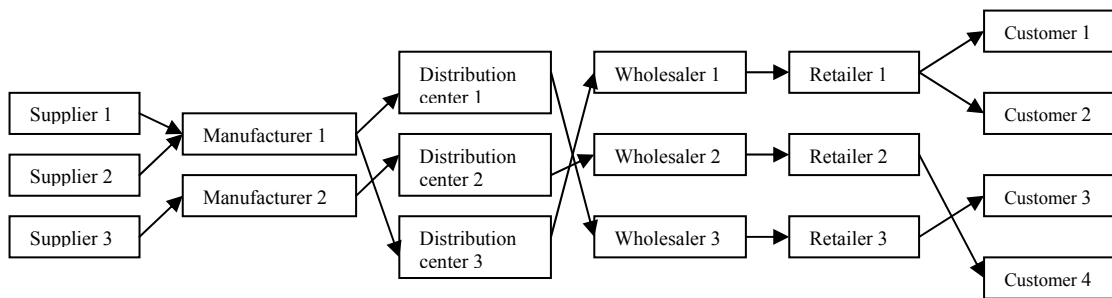 Supplier 1
Supplier 2
Supplier 3
Manufacturer 1
Manufacturer 2
Distribution
center 1
Distribution
center 2
Distribution
center 3
Wholesaler 1
Wholesaler 2
Wholesaler 3
Retailer 1
Retailer 2
Retailer 3
Customer 1
Customer 2
Customer 3
Customer 4